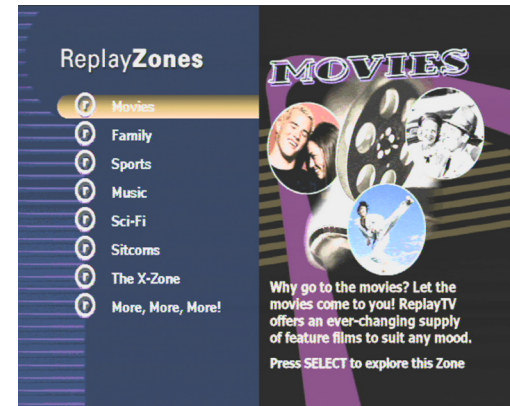 ReplayZones
Movies
Family
Sports
Music
Sci-Fi
Sitcoms
The X-Zone
More, More, More!
MOVIES
Why go to the movies? Let the
movies come to you! ReplayTV
offers an ever-changing supply
of feature films to suit any mood.
Press SELECT to explore this Zone